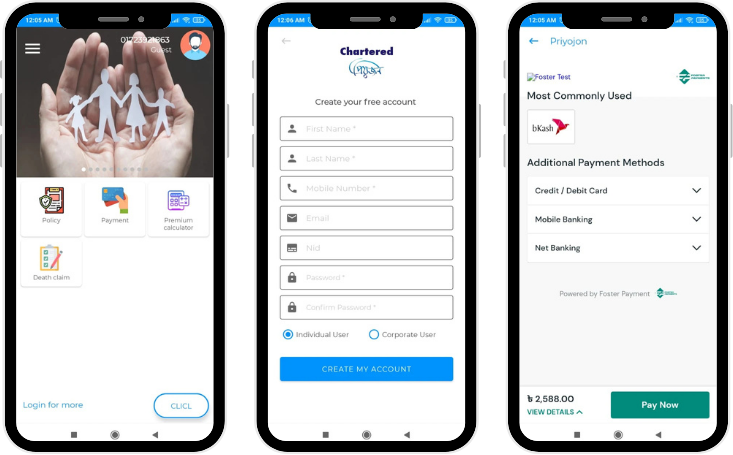 12:05 AM
Guest
Policy
Payment
Premium
calculator
Death claim
Login for more
CLICL
12:06 AM
Chartered
প্রিয়জন
Create your free account
First Name *
Last Name *
Mobile Number *
Email
Nid
Password *
Confirm Password *
Individual User
Corporate User
CREATE MY ACCOUNT
12:05 AM
Priyojon
Foster Test
Most Commonly Used
bKash
Additional Payment Methods
Credit / Debit Card
Mobile Banking
Net Banking
Powered by Foster Payment
৳ 2,588.00
VIEW DETAILS
Pay Now